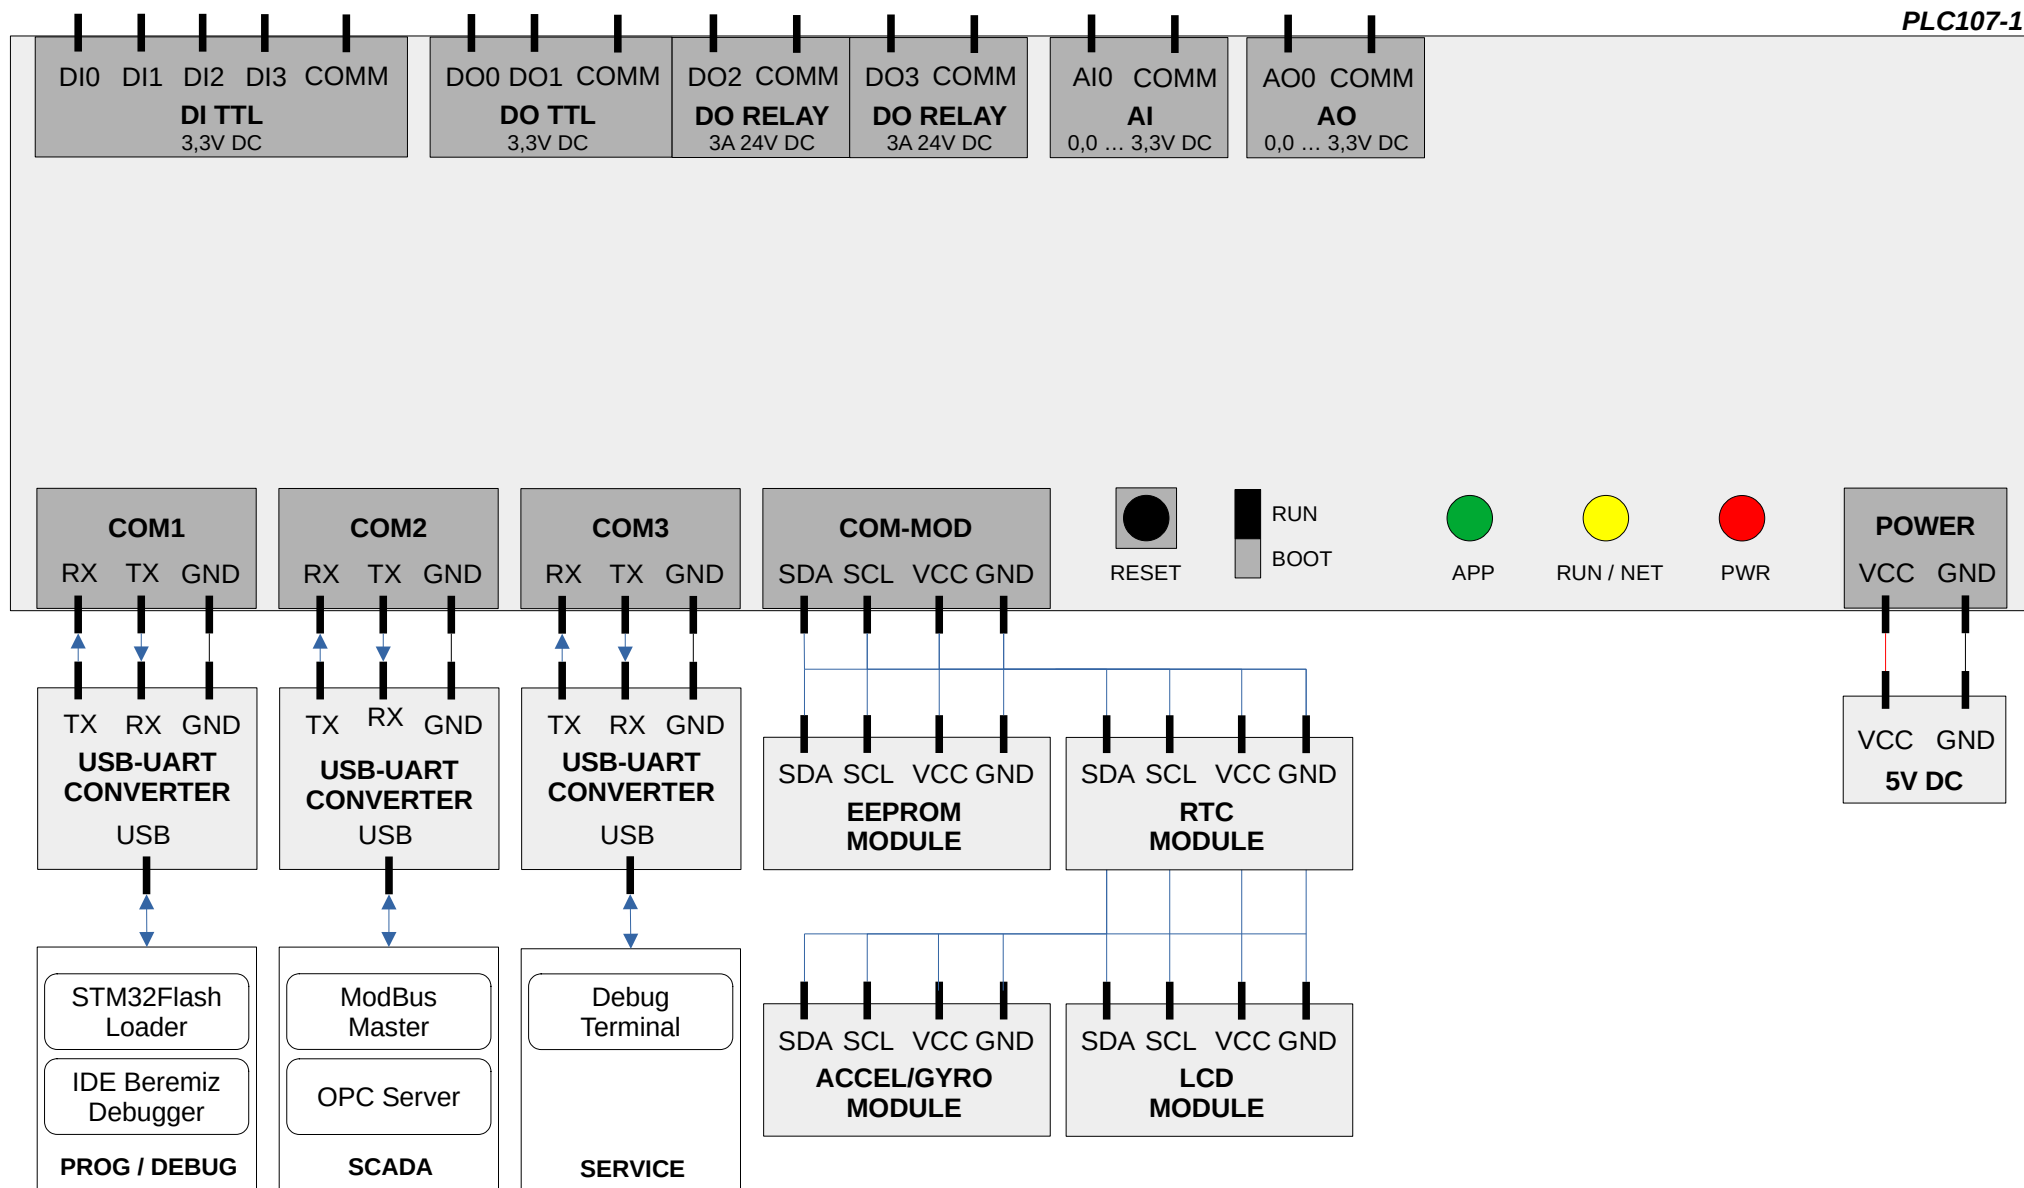 PLC107-1
DI0 DI1 DI2 DI3 COMM
DI TTL
3,3V DC
DO0 DO1 COMM
DO TTL
3,3V DC
DO2 COMM
DO RELAY
3A 24V DC
DO3 COMM
DO RELAY
3A 24V DC
AI0 COMM
AI
0,0 … 3,3V DC
AO0 COMM
AO
0,0 … 3,3V DC
COM1
RX TX GND
COM2
RX TX GND
COM3
RX TX GND
COM-MOD
SDA SCL VCC GND
RESET
RUN
BOOT
APP
RUN / NET
PWR
POWER
VCC GND
TX RX GND
USB-UART
CONVERTER
USB
TX RX GND
USB-UART
CONVERTER
USB
TX RX GND
USB-UART
CONVERTER
USB
SDA SCL VCC GND
EEPROM
MODULE
SDA SCL VCC GND
RTC
MODULE
VCC GND
5V DC
STM32Flash
Loader
IDE Beremiz
Debugger
PROG / DEBUG
ModBus
Master
OPC Server
SCADA
Debug
Terminal
SERVICE
SDA SCL VCC GND
ACCEL/GYRO
MODULE
SDA SCL VCC GND
LCD
MODULE